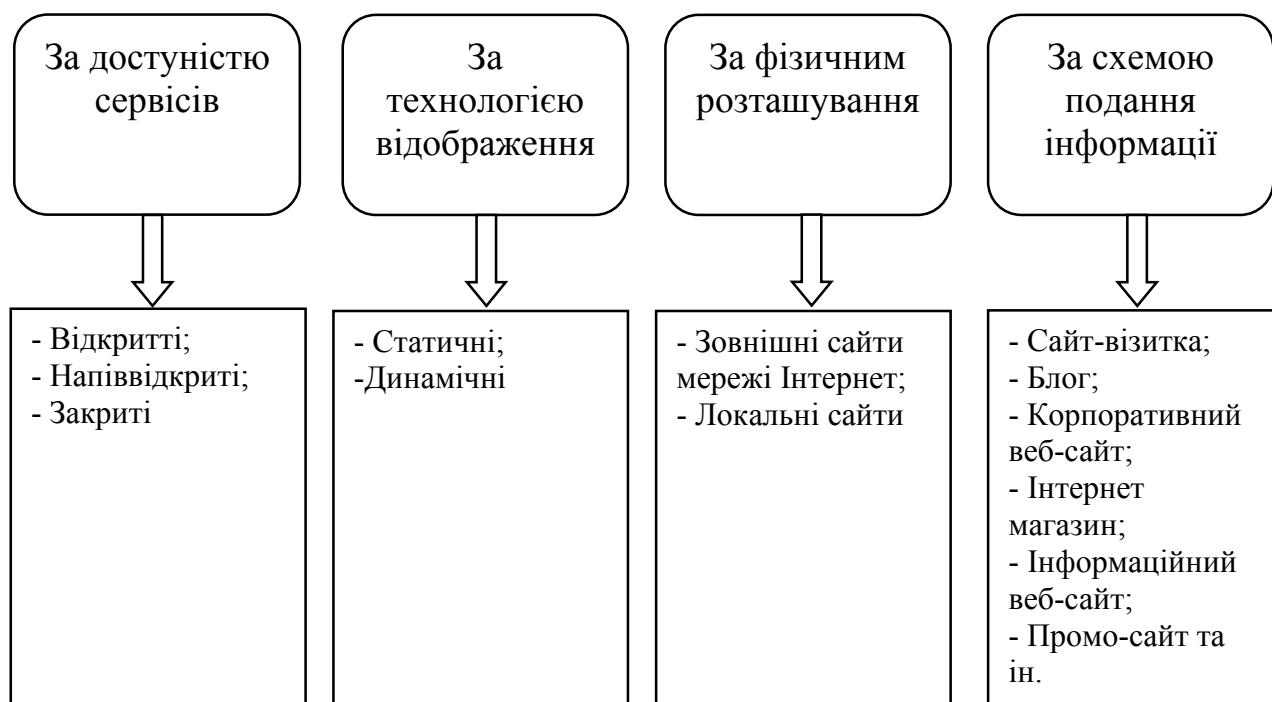 За достуністю
сервісів
За
технологією
відображення
За фізичним
розташування
За схемою
подання
інформації
- Відкритті;
- Напіввідкриті;
- Закриті
- Статичні;
-Динамічні
- Зовнішні сайти
мережі Інтернет;
- Локальні сайти
- Сайт-візитка;
- Блог;
- Корпоративний
веб-сайт;
- Інтернет
магазин;
- Інформаційний
веб-сайт;
- Промо-сайт та
ін.